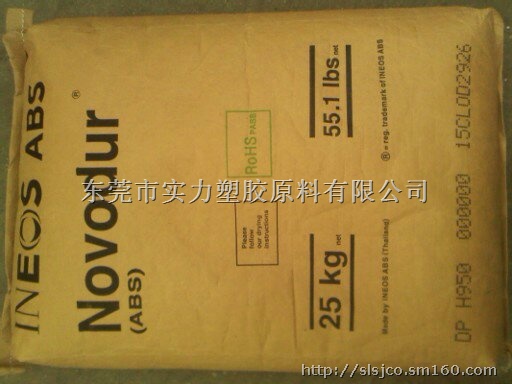 INEOS ABS
Novodur ®
(ABS)
RoHS PASS
Please
follow
our drying
instructions
25 kg net
55.1 lbs net
Made by INEOS ABS (Thailand)
® = reg. trademark of INEOS ABS
DP H950 000000 15CL0D2926
东莞市实力塑胶原料有限公司
http://slsjco.sm160.com/